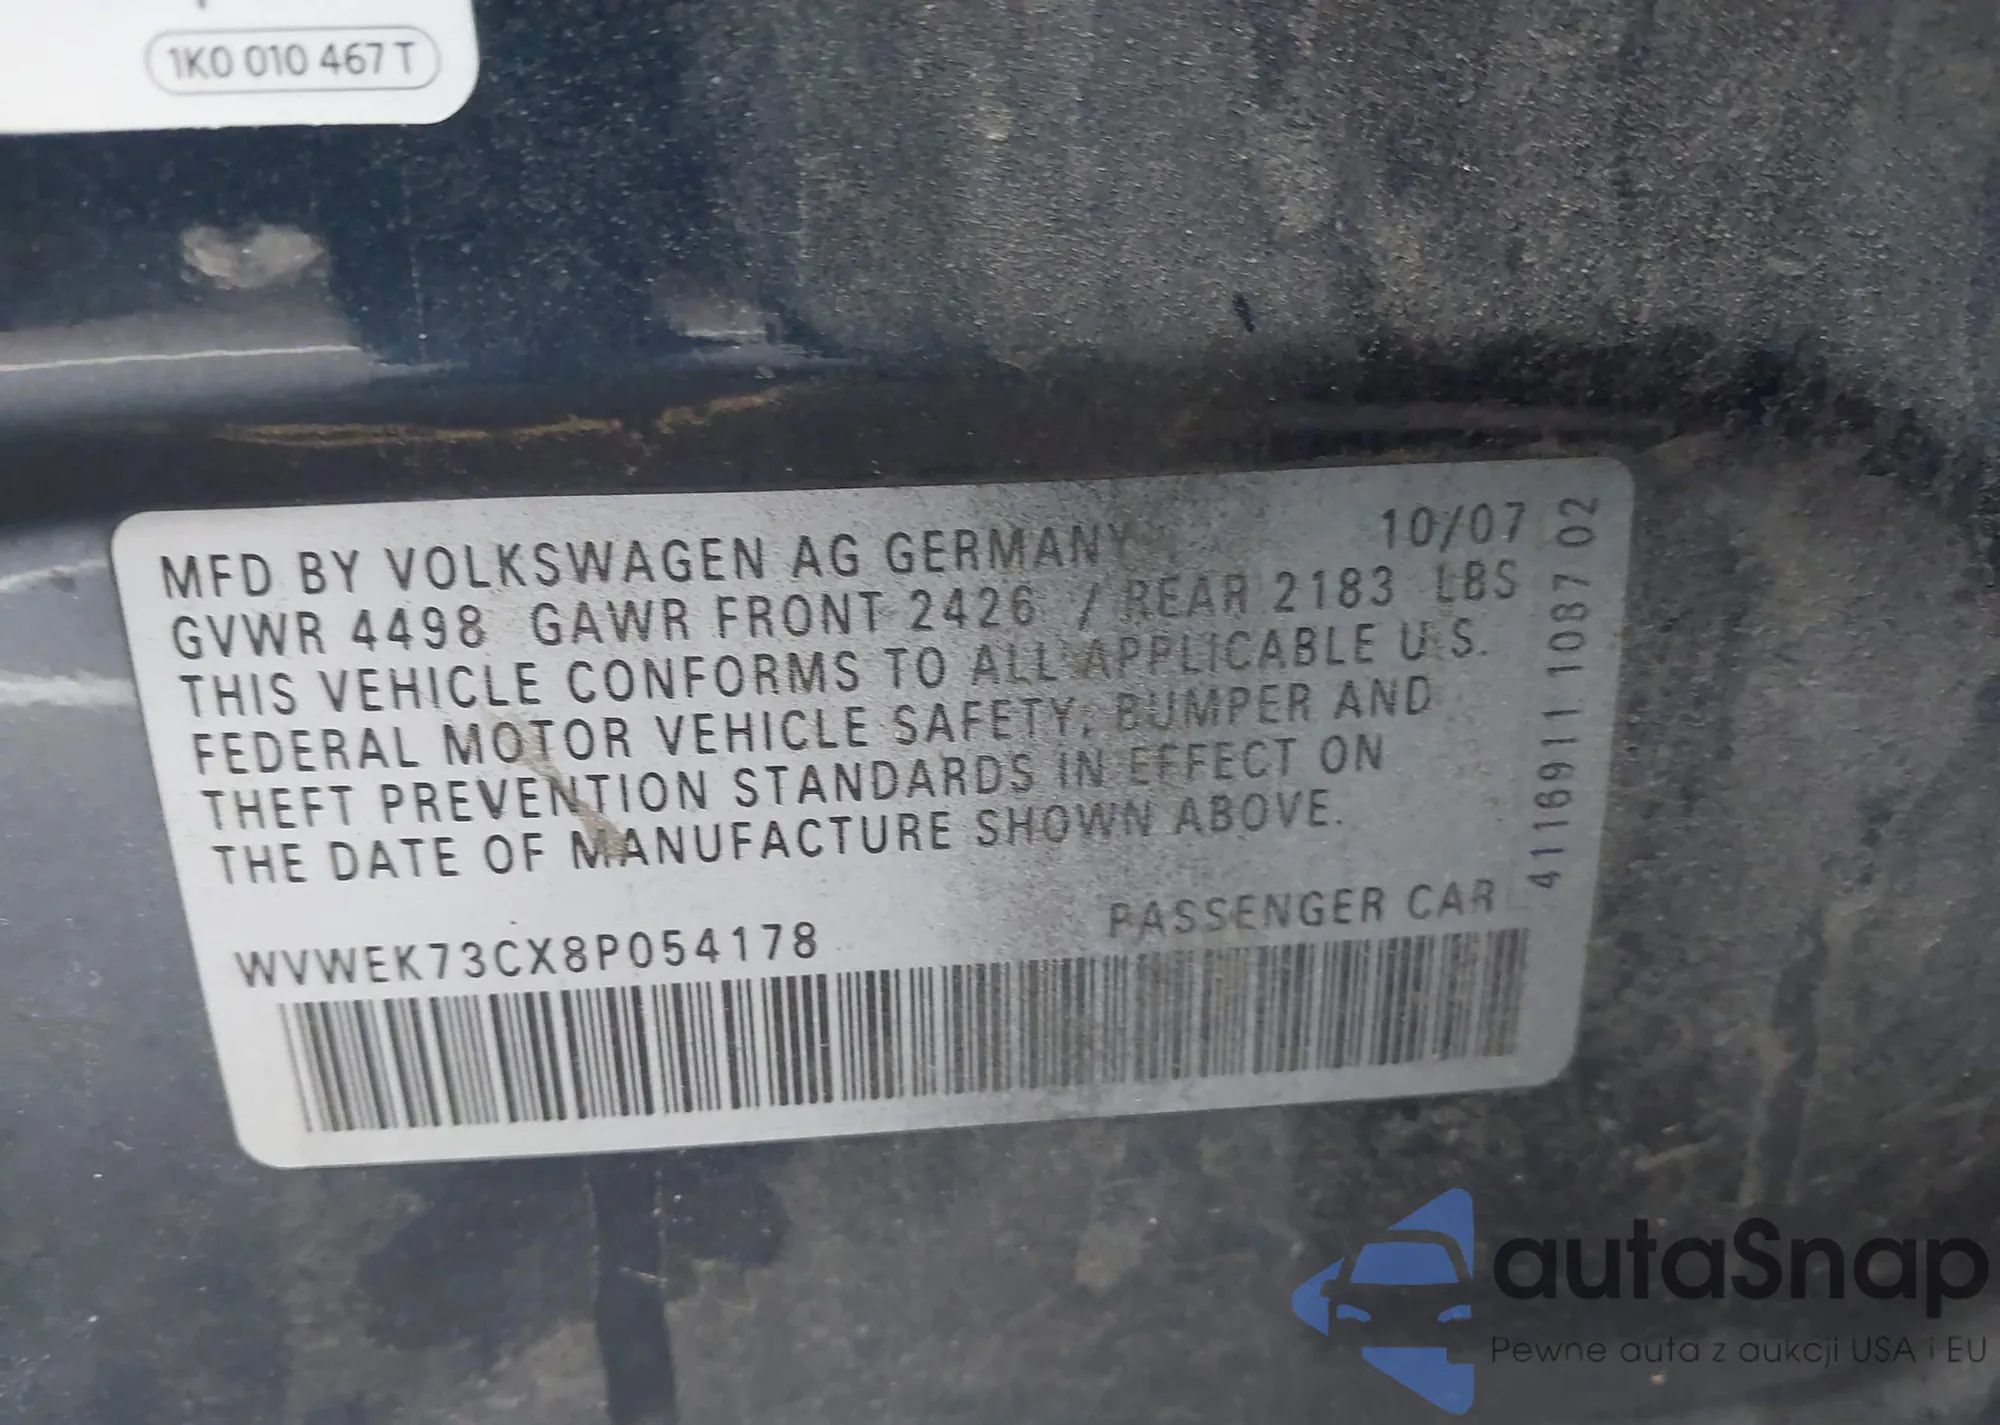 1K0 010 467 T
MFD BY VOLKSWAGEN AG GERMANY 10/07
GVWR 4498 GAWR FRONT 2426 / REAR 2183 LBS
THIS VEHICLE CONFORMS TO ALL APPLICABLE U.S.
FEDERAL MOTOR VEHICLE SAFETY, BUMPER AND
THEFT PREVENTION STANDARDS IN EFFECT ON
THE DATE OF MANUFACTURE SHOWN ABOVE.
4116911 1087 02
PASSENGER CAR
WVWEK73CX8P054178
autaSnap
Pewne auta z aukcji USA i EU